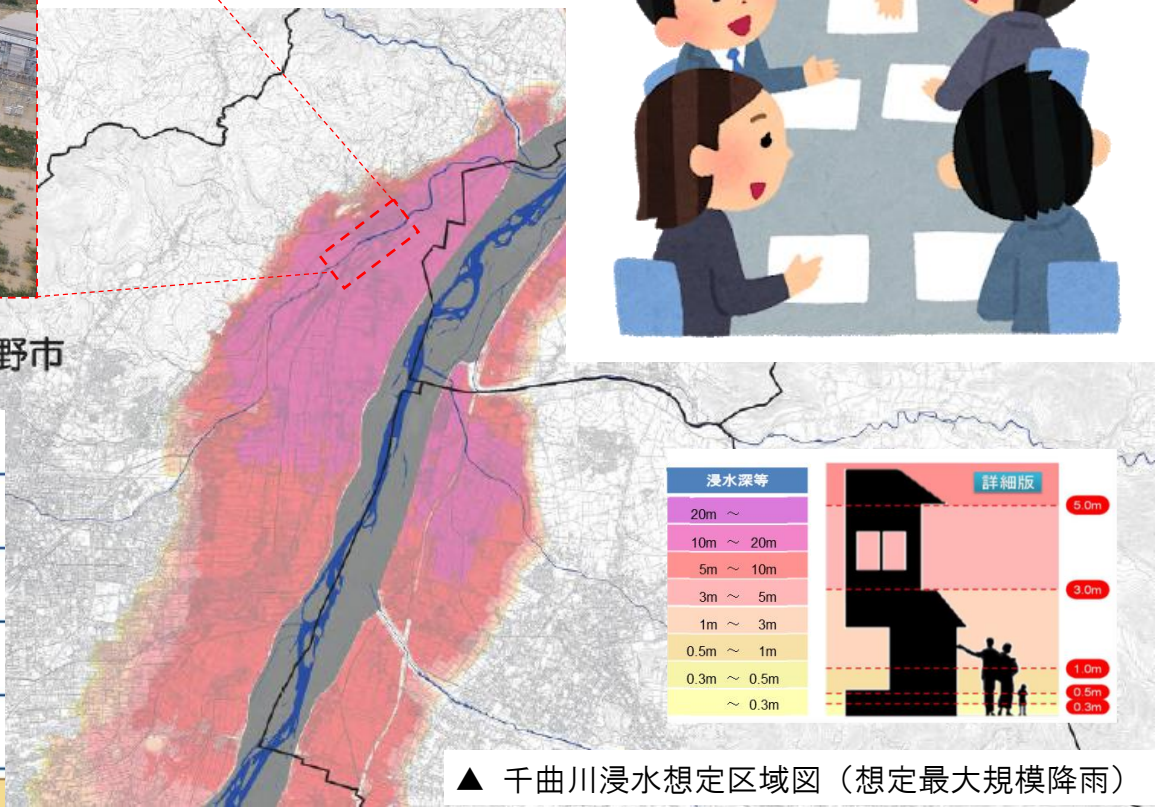 野市
浸水深等
20m ～
10m ～ 20m
5m ～ 10m
3m ～ 5m
1m ～ 3m
0.5m ～ 1m
0.3m ～ 0.5m
～ 0.3m
詳細版
5.0m
3.0m
1.0m
0.5m
0.3m
▲ 千曲川浸水想定区域図（想定最大規模降雨）